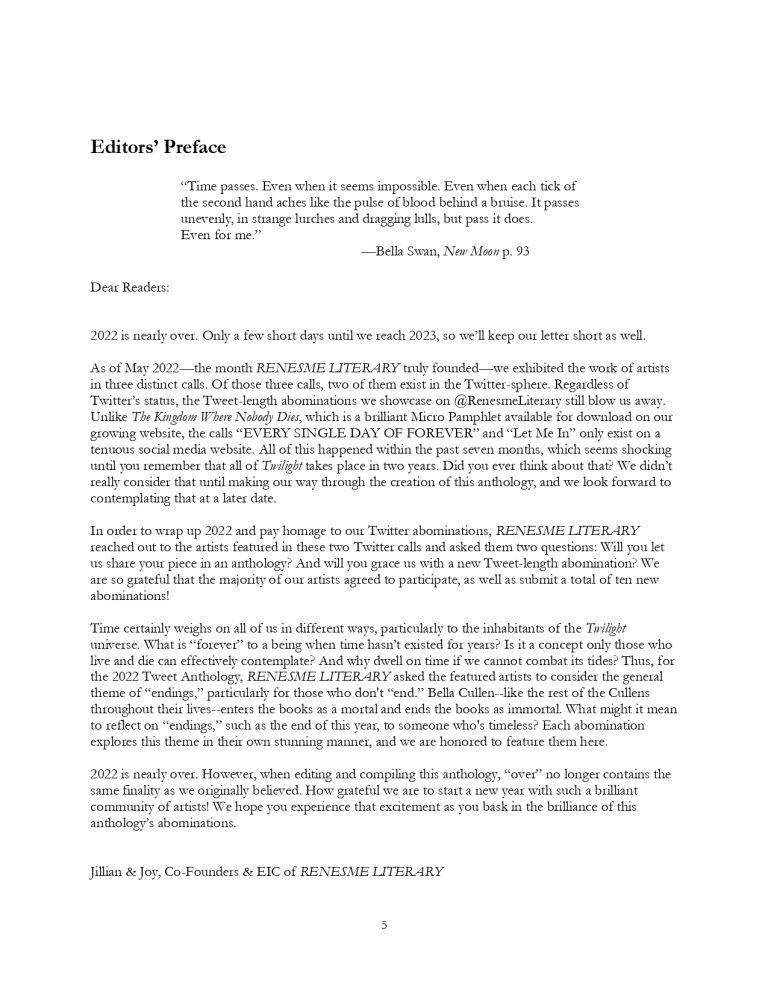 Editors’ Preface
“Time passes. Even when it seems impossible. Even when each tick of
the second hand aches like the pulse of blood behind a bruise. It passes
unevenly, in strange lurches and dragging lulls, but pass it does.
Even for me.”
—Bella Swan, New Moon p. 93
Dear Readers:
2022 is nearly over. Only a few short days until we reach 2023, so we’ll keep our letter short as well.
As of May 2022—the month RENESME LITERARY truly founded—we exhibited the work of artists
in three distinct calls. Of those three calls, two of them exist in the Twitter-sphere. Regardless of
Twitter’s status, the Tweet-length abominations we showcase on @RenesmeLiterary still blow us away.
Unlike The Kingdom Where Nobody Dies, which is a brilliant Micro Pamphlet available for download on our
growing website, the calls “EVERY SINGLE DAY OF FOREVER” and “Let Me In” only exist on a
tenuous social media website. All of this happened within the past seven months, which seems shocking
until you remember that all of Twilight takes place in two years. Did you ever think about that? We didn’t
really consider that until making our way through the creation of this anthology, and we look forward to
contemplating that at a later date.
In order to wrap up 2022 and pay homage to our Twitter abominations, RENESME LITERARY
reached out to the artists featured in these two Twitter calls and asked them two questions: Will you let
us share your piece in an anthology? And will you grace us with a new Tweet-length abomination? We
are so grateful that the majority of our artists agreed to participate, as well as submit a total of ten new
abominations!
Time certainly weighs on all of us in different ways, particularly to the inhabitants of the Twilight
universe. What is “forever” to a being when time hasn’t existed for years? Is it a concept only those who
live and die can effectively contemplate? And why dwell on time if we cannot combat its tides? Thus, for
the 2022 Tweet Anthology, RENESME LITERARY asked the featured artists to consider the general
theme of “endings,” particularly for those who don't “end.” Bella Cullen--like the rest of the Cullens
throughout their lives--enters the books as a mortal and ends the books as immortal. What might it mean
to reflect on “endings,” such as the end of this year, to someone who's timeless? Each abomination
explores this theme in their own stunning manner, and we are honored to feature them here.
2022 is nearly over. However, when editing and compiling this anthology, “over” no longer contains the
same finality as we originally believed. How grateful we are to start a new year with such a brilliant
community of artists! We hope you experience that excitement as you bask in the brilliance of this
anthology’s abominations.
Jillian & Joy, Co-Founders & EIC of RENESME LITERARY
5